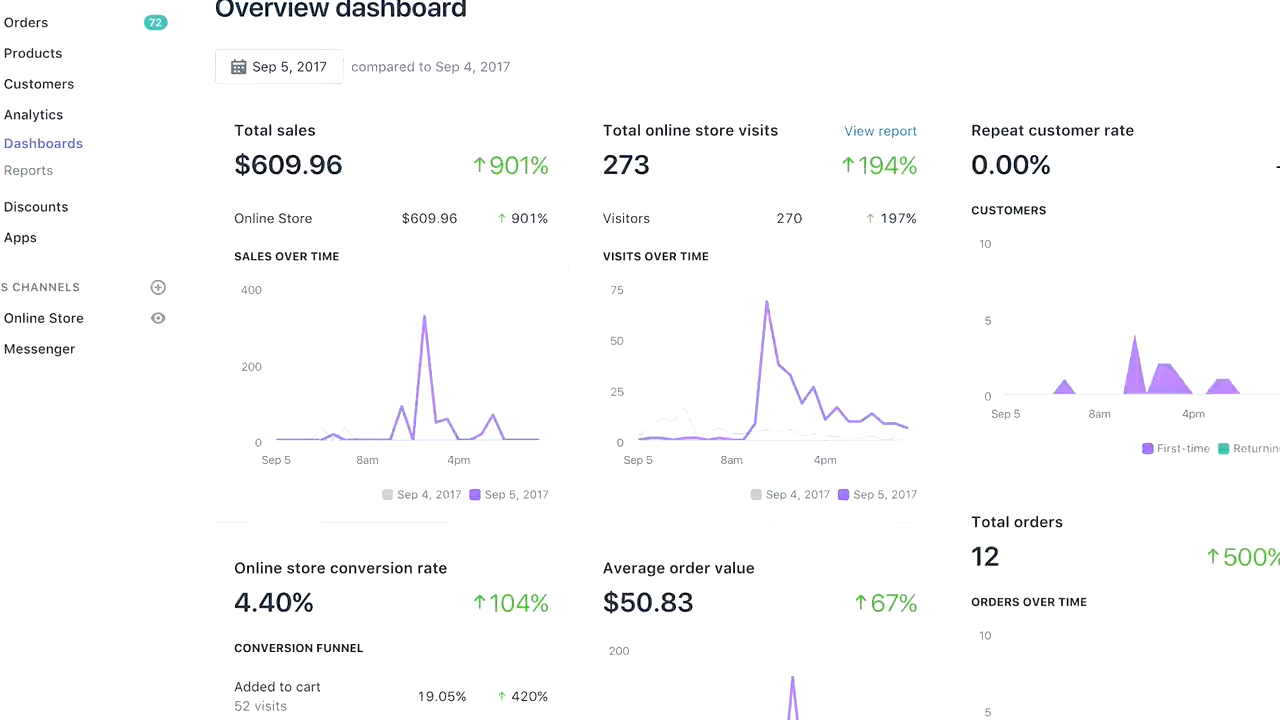 Overview dashboard
Orders 72
Products
Customers
Analytics
Dashboards
Reports
Discounts
Apps
S CHANNELS
Online Store
Messenger
Sep 5, 2017 compared to Sep 4, 2017
Total sales
$609.96 ↑901%
Online Store $609.96 ↑ 901%
SALES OVER TIME
400
200
0
Sep 5 8am 4pm
Sep 4, 2017 Sep 5, 2017
Total online store visits View report
273 ↑194%
Visitors 270 ↑ 197%
VISITS OVER TIME
75
50
25
0
Sep 5 8am 4pm
Sep 4, 2017 Sep 5, 2017
Repeat customer rate
0.00%
CUSTOMERS
10
5
0
Sep 5 8am 4pm
First-time Returnin
Online store conversion rate
4.40% ↑104%
CONVERSION FUNNEL
Added to cart 19.05% ↑ 420%
52 visits
Average order value
$50.83 ↑67%
200
Total orders
12 ↑500%
ORDERS OVER TIME
10
5